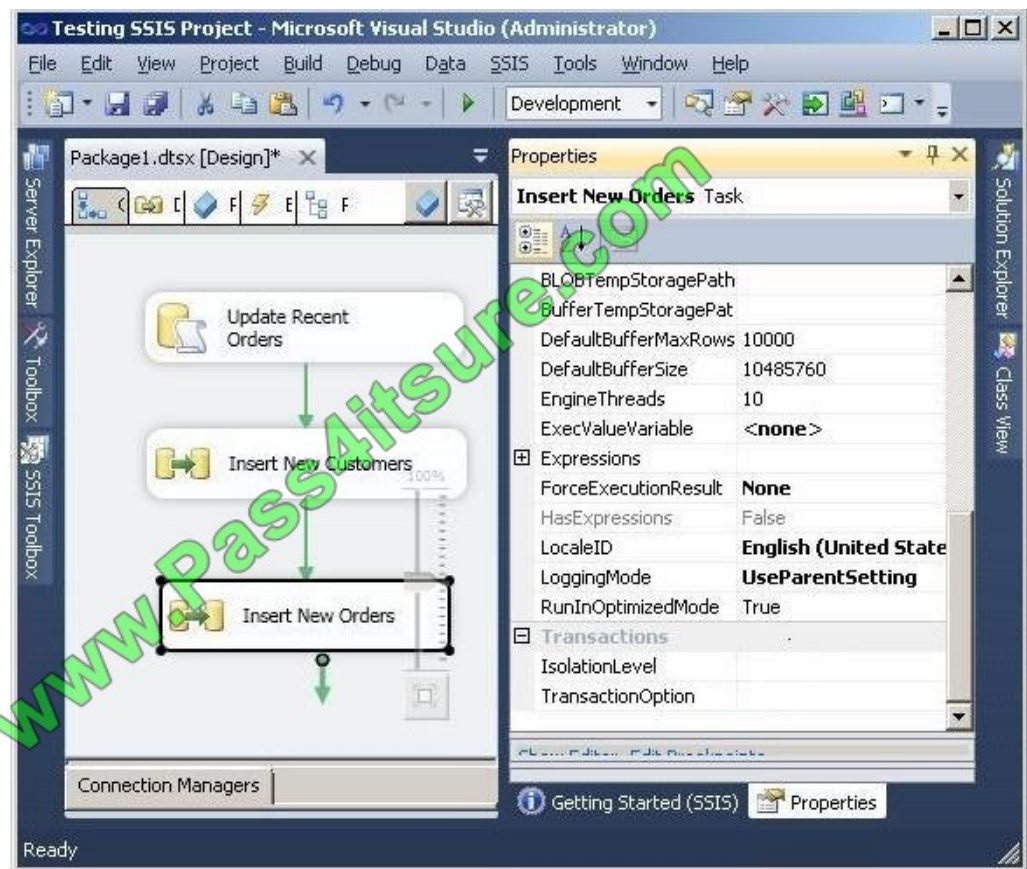 Testing SSIS Project - Microsoft Visual Studio (Administrator)
File Edit View Project Build Debug Data SSIS Tools Window Help
Development
Server Explorer
Toolbox
SSIS Toolbox
Package1.dtsx [Design]*
C D F E F
Update Recent
Orders
Insert New Customers
100%
Insert New Orders
Connection Managers
Properties
Insert New Orders Task
BLOBTempStoragePath
BufferTempStoragePat
DefaultBufferMaxRows 10000
DefaultBufferSize 10485760
EngineThreads 10
ExecValueVariable <none>
Expressions
ForceExecutionResult None
HasExpressions False
LocaleID English (United State
LoggingMode UseParentSetting
RunInOptimizedMode True
Transactions
IsolationLevel
TransactionOption
Getting Started (SSIS) Properties
Solution Explorer
Class View
Ready
www.Pass4itsure.com